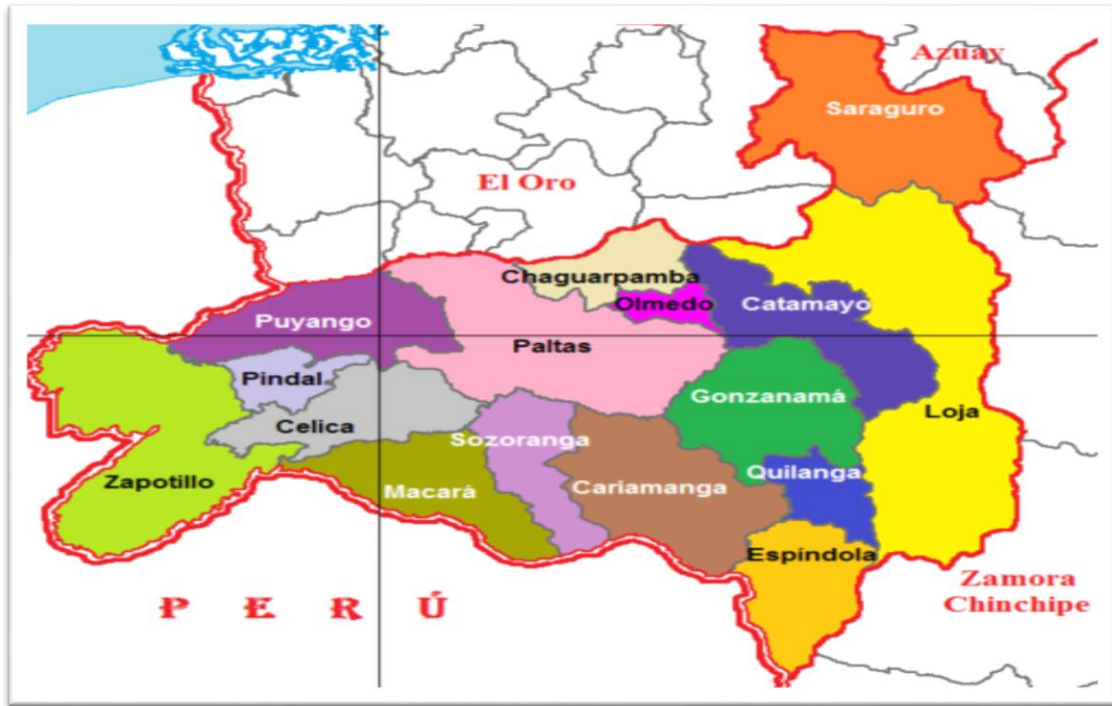 Azuay
Saraguro
El Oro
Chaguarpamba
Olmedo
Catamayo
Puyango
Paltas
Pindal
Gonzanamá
Loja
Celica
Sozoranga
Quilanga
Zapotillo
Macará
Cariamanga
Espíndola
Zamora
Chinchipe
P E R Ú